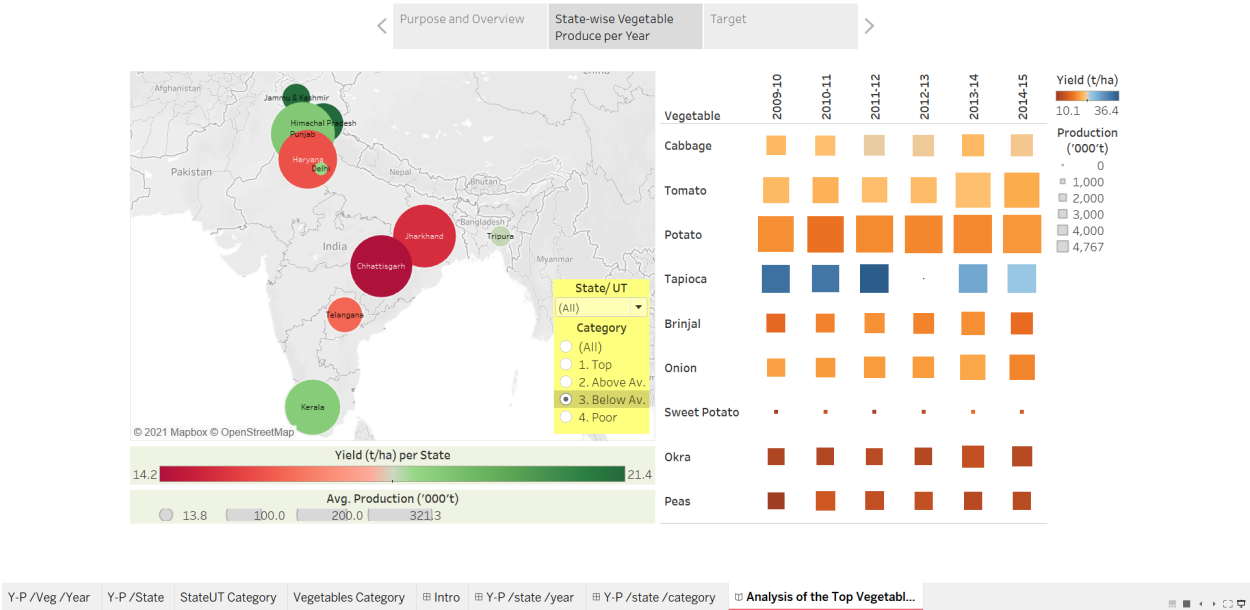 Purpose and Overview
State-wise Vegetable
Produce per Year
Target
China
Afghanistan
Jammu & Kashmir
Himachal Pradesh
Punjab
Haryana
Delhi
Pakistan
Nepal
Bhutan
Bangladesh
Tripura
India
Jharkhand
Myanmar
Chhattisgarh
Telangana
Kerala
© 2021 Mapbox © OpenStreetMap
State/ UT
(All)
Category
(All)
1. Top
2. Above Av.
3. Below Av.
4. Poor
Yield (t/ha) per State
14.2
21.4
Avg. Production ('000't)
13.8
100.0
200.0
321.3
Vegetable
2009-10
2010-11
2011-12
2012-13
2013-14
2014-15
Cabbage
Tomato
Potato
Tapioca
Brinjal
Onion
Sweet Potato
Okra
Peas
Yield (t/ha)
10.1 36.4
Production
('000't)
0
1,000
2,000
3,000
4,000
4,767
Y-P /Veg /Year
Y-P /State
StateUT Category
Vegetables Category
Intro
Y-P /state /year
Y-P /state /category
Analysis of the Top Vegetabl...